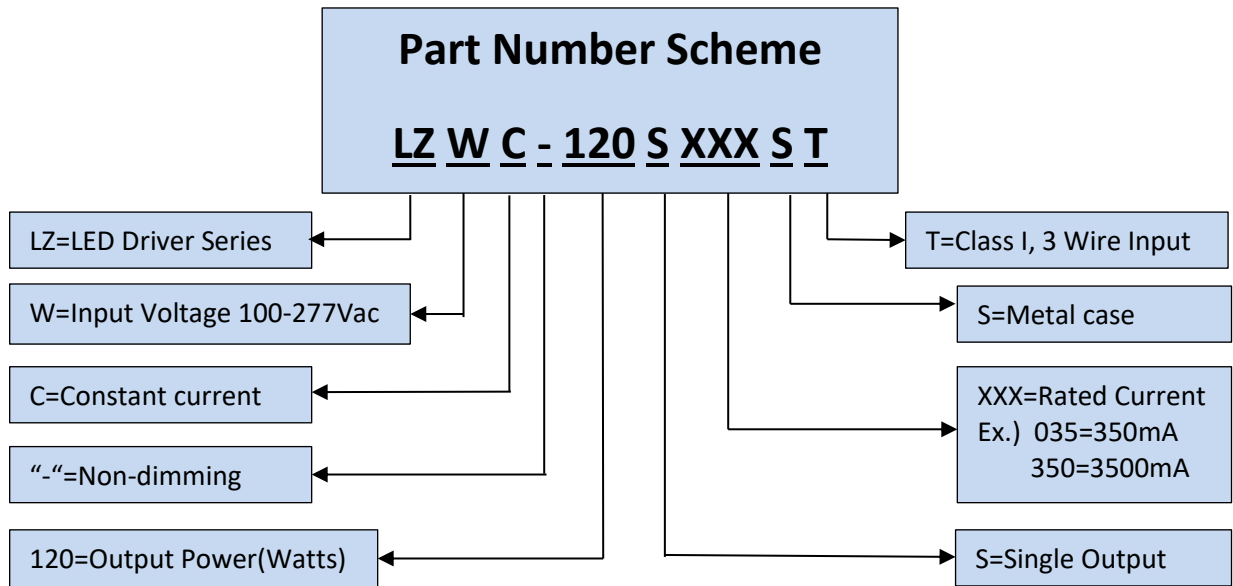 Part Number Scheme
LZ W C - 120 S XXX S T
LZ=LED Driver Series
W=Input Voltage 100-277Vac
C=Constant current
“-“=Non-dimming
120=Output Power(Watts)
T=Class I, 3 Wire Input
S=Metal case
XXX=Rated Current
Ex.) 035=350mA
350=3500mA
S=Single Output